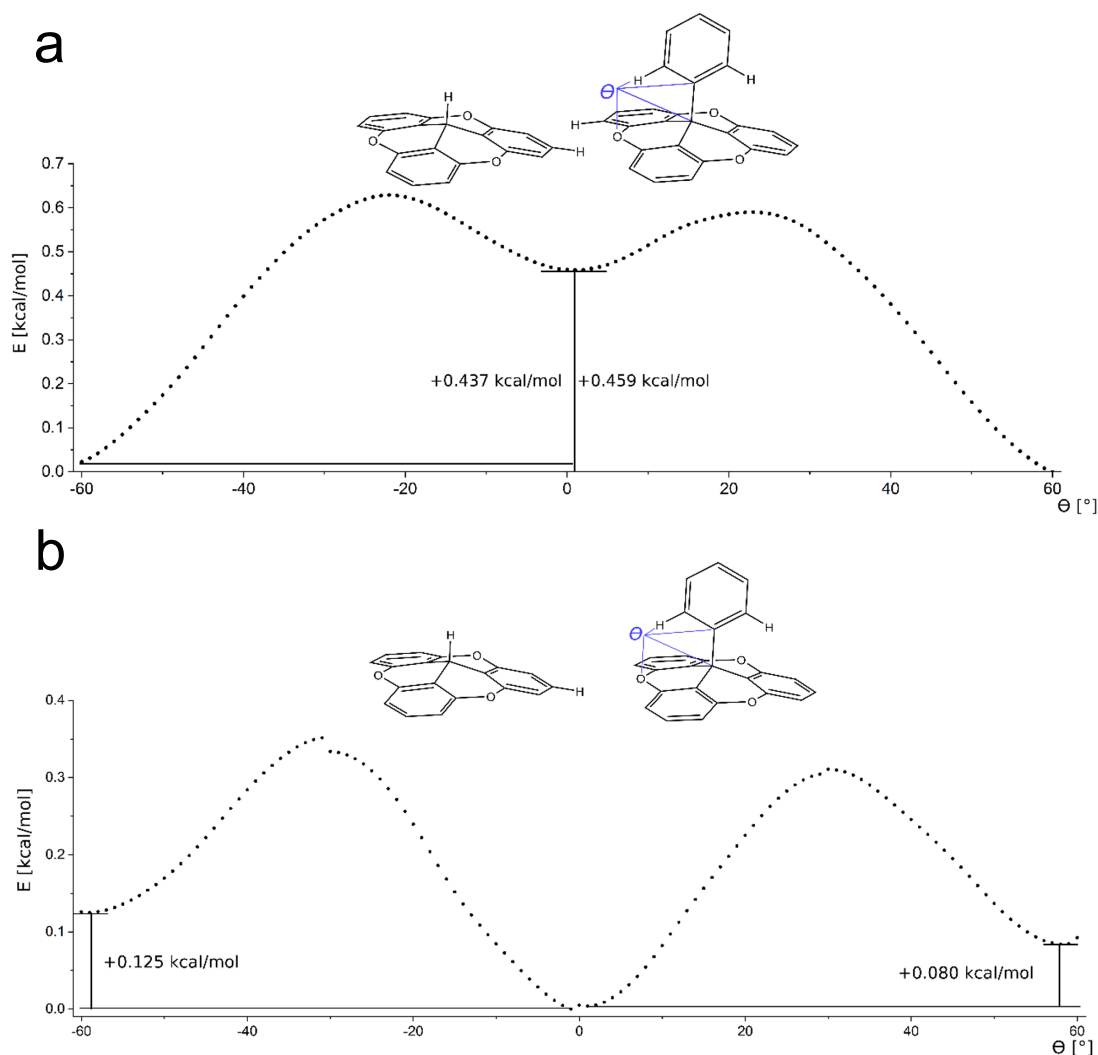 a
H
H
O
O
H
H
H
O
O
O
Θ
0.7
0.6
0.5
0.4
0.3
0.2
0.1
0.0
E [kcal/mol]
+0.437 kcal/mol
+0.459 kcal/mol
-60
-40
-20
0
20
40
60
Θ [°]
b
H
H
O
O
O
H
H
O
O
O
Θ
0.4
0.3
0.2
0.1
0.0
E [kcal/mol]
+0.125 kcal/mol
+0.080 kcal/mol
-60
-40
-20
0
20
40
60
Θ [°]